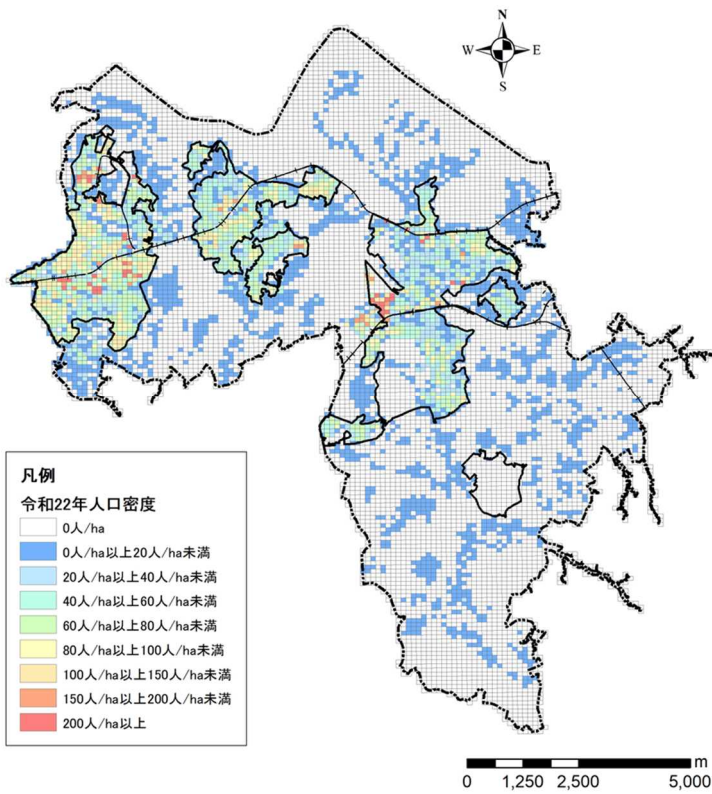 N
W E
S
凡例
令和22年人口密度
0人/ha
0人/ha以上20人/ha未満
20人/ha以上40人/ha未満
40人/ha以上60人/ha未満
60人/ha以上80人/ha未満
80人/ha以上100人/ha未満
100人/ha以上150人/ha未満
150人/ha以上200人/ha未満
200人/ha以上
m
0 1,250 2,500 5,000